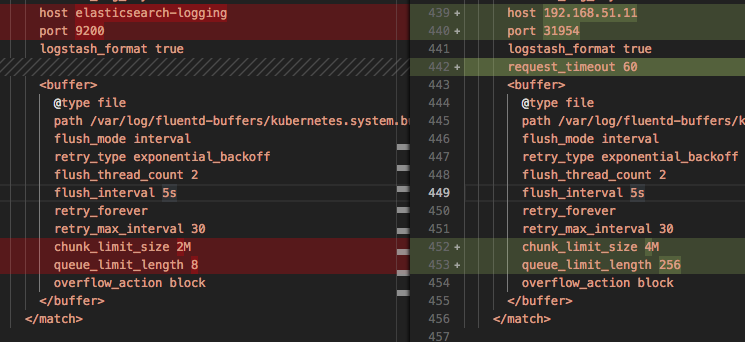 host elasticsearch-logging
port 9200
logstash_format true
<buffer>
@type file
path /var/log/fluentd-buffers/kubernetes.system.bu
flush_mode interval
retry_type exponential_backoff
flush_thread_count 2
flush_interval 5s
retry_forever
retry_max_interval 30
chunk_limit_size 2M
queue_limit_length 8
overflow_action block
</buffer>
</match>
439 + host 192.168.51.11
440 + port 31954
441 logstash_format true
442 + request_timeout 60
443 <buffer>
444 @type file
445 path /var/log/fluentd-buffers/k
446 flush_mode interval
447 retry_type exponential_backoff
448 flush_thread_count 2
449 flush_interval 5s
450 retry_forever
451 retry_max_interval 30
452 + chunk_limit_size 4M
453 + queue_limit_length 256
454 overflow_action block
455 </buffer>
456 </match>
457